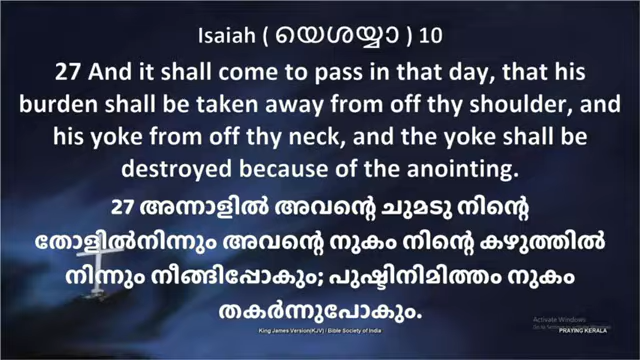 Isaiah ( യെശയ്യാ ) 10
27 And it shall come to pass in that day, that his
burden shall be taken away from off thy shoulder, and
his yoke from off thy neck, and the yoke shall be
destroyed because of the anointing.
27 അന്നാളിൽ അവന്റെ ചുമടു നിന്റെ
തോളിൽനിന്നും അവന്റെ നുകം നിന്റെ കഴുത്തിൽ
നിന്നും നീങ്ങിപ്പോകും; പുഷ്ടിനിമിത്തം നുകം
തകർന്നുപോകും.
King James Version(KJV) / Bible Society of India
Activate Windows
PRAYING KERALA